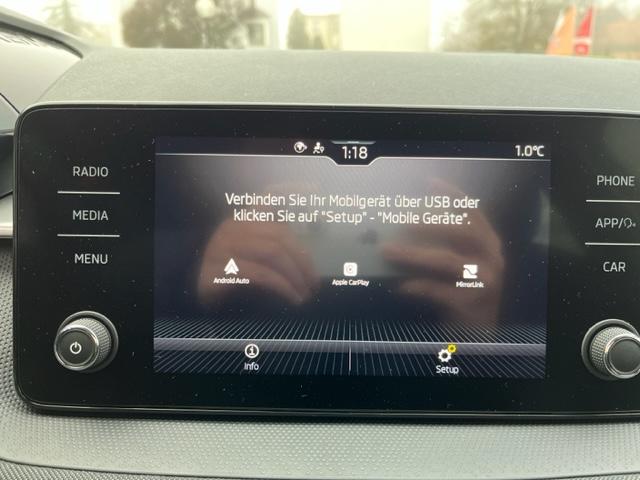 1:18
1.0°C
RADIO
MEDIA
MENU
Verbinden Sie Ihr Mobilgerät über USB oder
klicken Sie auf "Setup" - "Mobile Geräte".
Android Auto
Apple CarPlay
MirrorLink
Info
Setup
PHONE
APP/
CAR